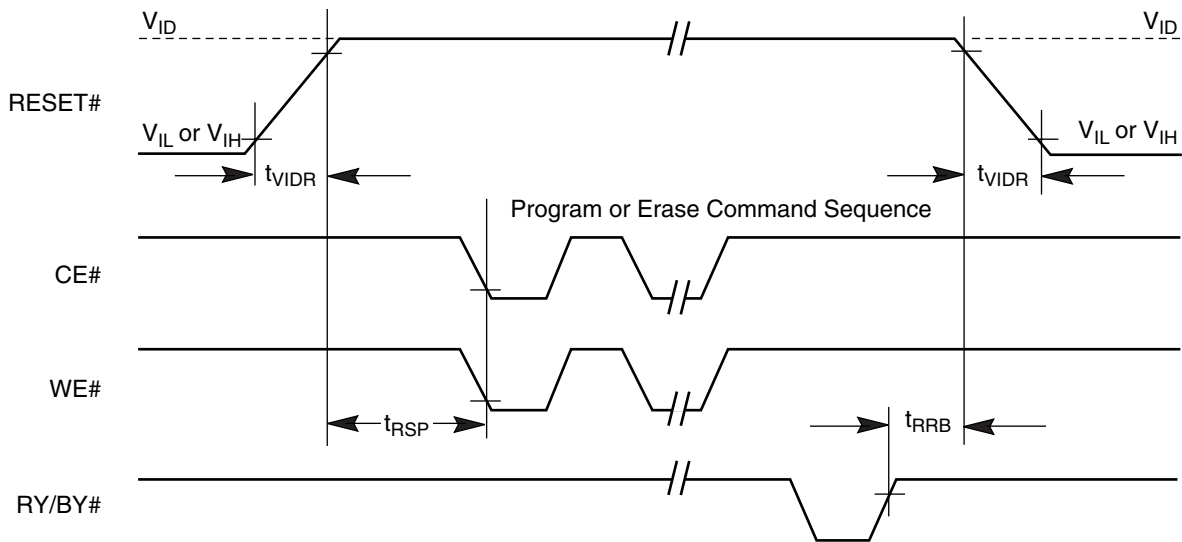 V_ID
V_ID
RESET#
V_IL or V_IH
V_IL or V_IH
t_VIDR
t_VIDR
Program or Erase Command Sequence
CE#
WE#
t_RSP
t_RRB
RY/BY#